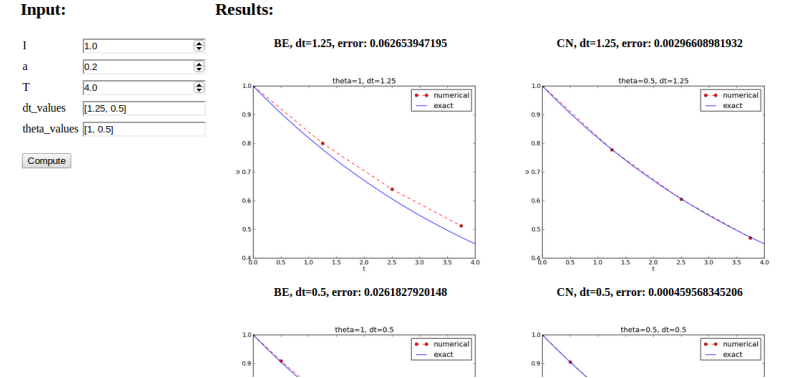 Input:
Results:
I 1.0
a 0.2
T 4.0
dt_values [1.25, 0.5]
theta_values [1, 0.5]
Compute
BE, dt=1.25, error: 0.062653947195
theta=1, dt=1.25
numerical
exact
1.0
0.9
0.8
u 0.7
0.6
0.5
0.4
0.0 0.5 1.0 1.5 2.0 2.5 3.0 3.5 4.0
t
CN, dt=1.25, error: 0.00296608981932
theta=0.5, dt=1.25
numerical
exact
1.0
0.9
0.8
u 0.7
0.6
0.5
0.4
0.0 0.5 1.0 1.5 2.0 2.5 3.0 3.5 4.0
t
BE, dt=0.5, error: 0.0261827920148
theta=1, dt=0.5
numerical
exact
1.0
0.9
CN, dt=0.5, error: 0.000459568345206
theta=0.5, dt=0.5
numerical
exact
1.0
0.9